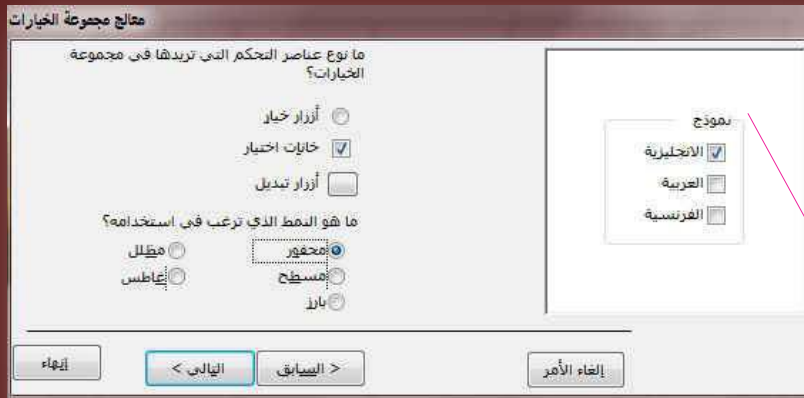 معالج مجموعة الخيارات
ما نوع عناصر التحكم التي تريدها في مجموعة
الخيارات؟
أزرار خيار
خانات اختيار
أزرار تبديل
ما هو النمط الذي ترغب في استخدامه؟
محفور
مظلل
مسطح
غاطس
بارز
نموذج
الانجليزية
العربية
الفرنسية
إلغاء الأمر
< السابق
التالي >
إنهاء